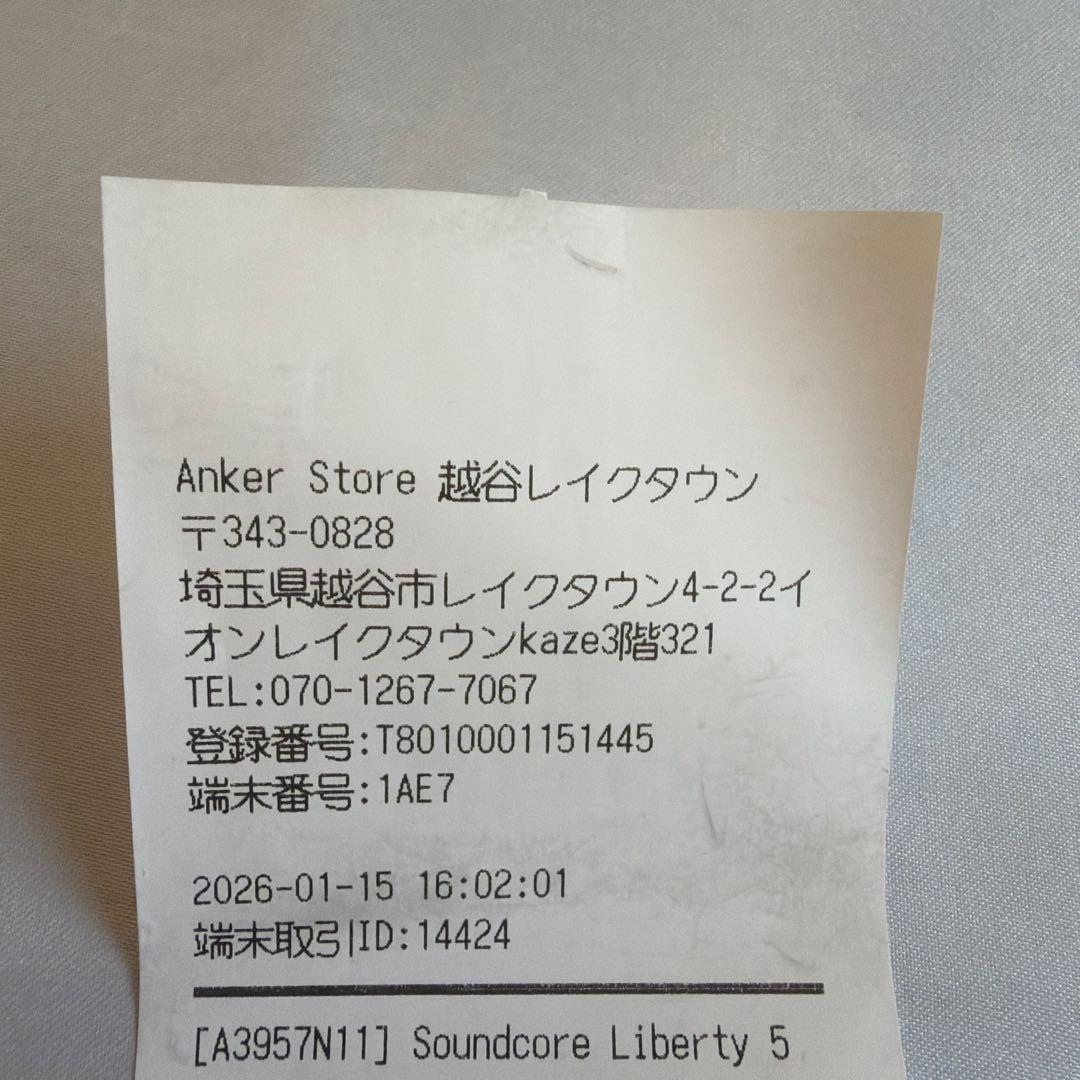 Anker Store 越谷レイクタウン
〒343-0828
埼玉県越谷市レイクタウン4-2-2イ
オンレイクタウンkaze3階321
TEL:070-1267-7067
登録番号:T8010001151445
端末番号:1AE7
2026-01-15 16:02:01
端末取引ID:14424
[A3957N11] Soundcore Liberty 5